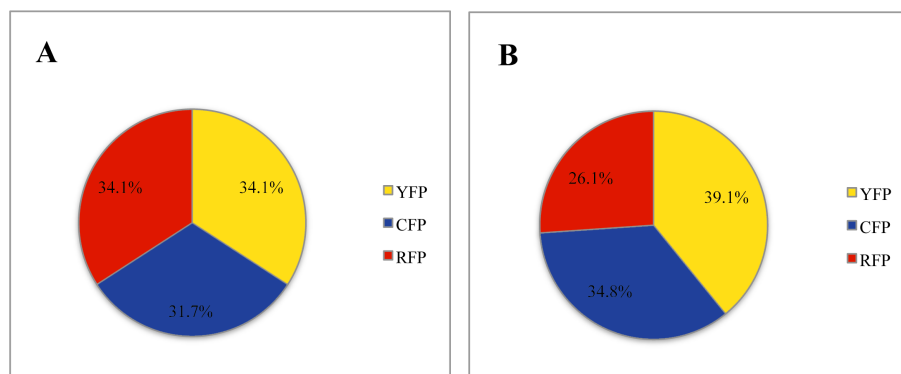 A
34.1%
34.1%
31.7%
YFP
CFP
RFP
B
26.1%
39.1%
34.8%
YFP
CFP
RFP